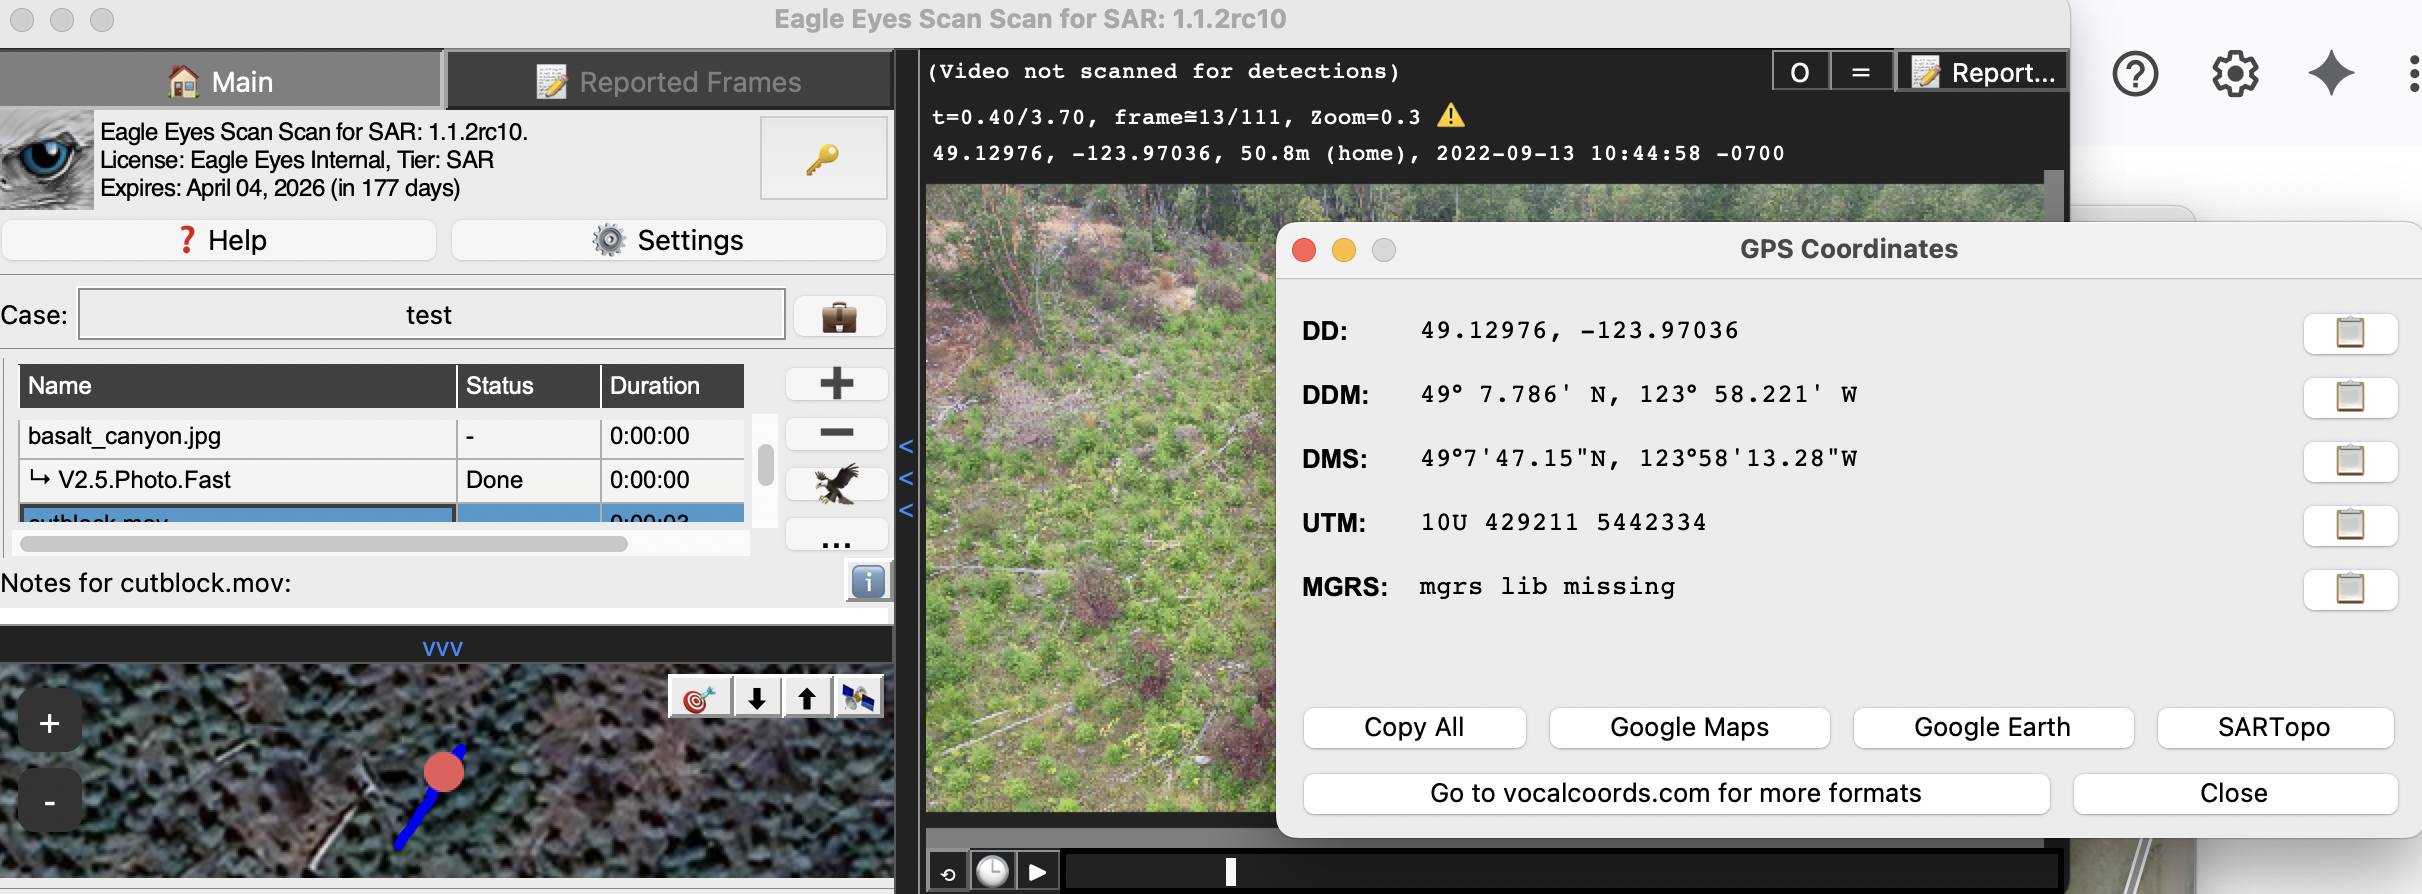 Eagle Eyes Scan Scan for SAR: 1.1.2rc10
Main
Reported Frames
Eagle Eyes Scan Scan for SAR: 1.1.2rc10.
License: Eagle Eyes Internal, Tier: SAR
Expires: April 04, 2026 (in 177 days)
Help
Settings
Case: test
Name Status Duration
basalt_canyon.jpg - 0:00:00
↳ V2.5.Photo.Fast Done 0:00:00
cutblock.mov 0:00:03
+
−
...
Notes for cutblock.mov:
vvv
+
-
<
<
<
(Video not scanned for detections)
O = Report...
t=0.40/3.70, frame≅13/111, Zoom=0.3
49.12976, -123.97036, 50.8m (home), 2022-09-13 10:44:58 -0700
GPS Coordinates
DD: 49.12976, -123.97036
DDM: 49° 7.786' N, 123° 58.221' W
DMS: 49°7'47.15"N, 123°58'13.28"W
UTM: 10U 429211 5442334
MGRS: mgrs lib missing
Copy All Google Maps Google Earth SARTopo
Go to vocalcoords.com for more formats Close